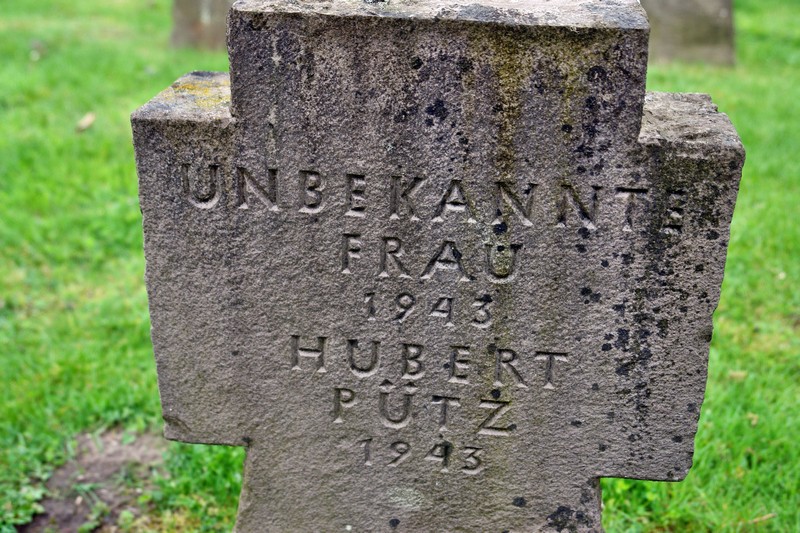 UNBEKANNTE
FRAU
1943
HUBERT
PÜTZ
1943